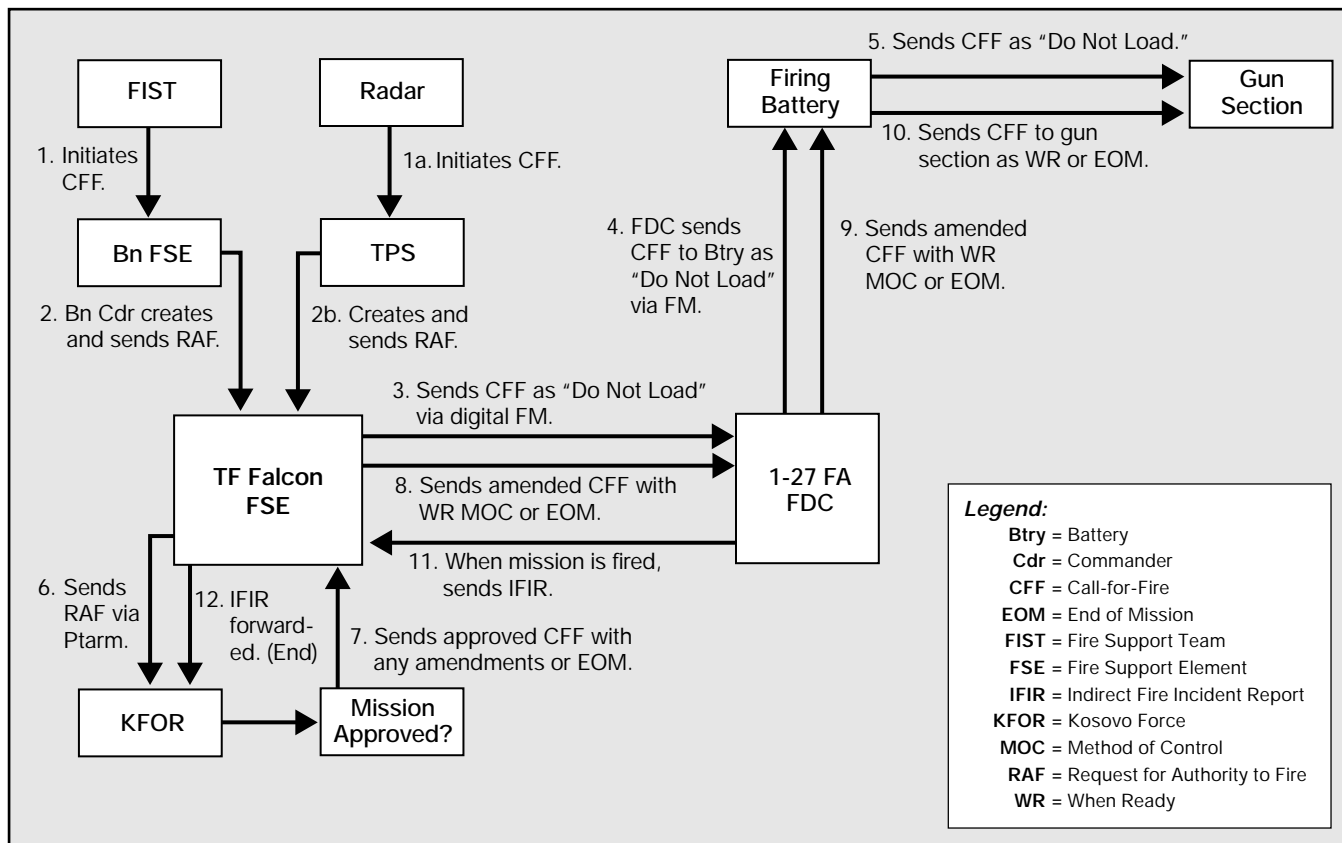 FIST
Radar
Firing
Battery
5. Sends CFF as “Do Not Load.”
Gun
Section
1. Initiates
CFF.
1a. Initiates CFF.
10. Sends CFF to gun
section as WR or EOM.
Bn FSE
TPS
4. FDC sends
CFF to Btry as
“Do Not Load”
via FM.
9. Sends amended
CFF with WR
MOC or EOM.
2. Bn Cdr creates
and sends RAF.
2b. Creates and
sends RAF.
3. Sends CFF as “Do Not Load”
via digital FM.
TF Falcon
FSE
8. Sends amended CFF with
WR MOC or EOM.
1-27 FA
FDC
11. When mission is fired,
sends IFIR.
6. Sends
RAF via
Ptarm.
12. IFIR
forward-
ed. (End)
7. Sends approved CFF with
any amendments or EOM.
KFOR
Mission
Approved?
Legend:
Btry = Battery
Cdr = Commander
CFF = Call-for-Fire
EOM = End of Mission
FIST = Fire Support Team
FSE = Fire Support Element
IFIR = Indirect Fire Incident Report
KFOR = Kosovo Force
MOC = Method of Control
RAF = Request for Authority to Fire
WR = When Ready